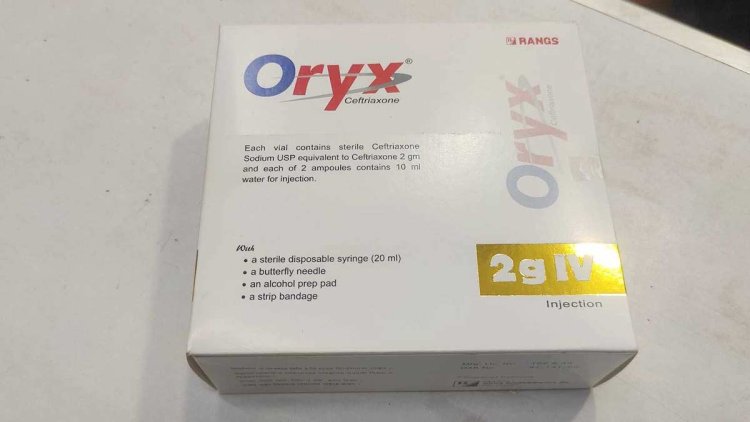 Oryx®
Ceftriaxone
RANGS
Oryx
Ceftriaxone
Each vial contains sterile Ceftriaxone
Sodium USP equivalent to Ceftriaxone 2 gm
and each of 2 ampoules contains 10 ml
water for injection.
With
• a sterile disposable syringe (20 ml)
• a butterfly needle
• an alcohol prep pad
• a strip bandage
2g IV
Injection